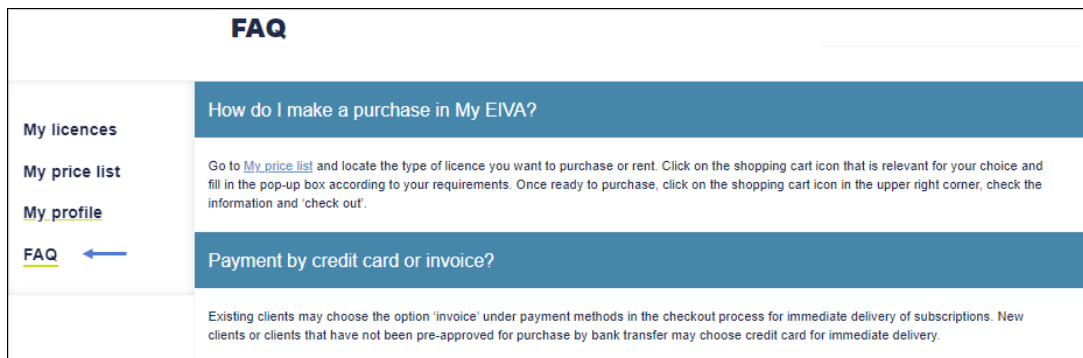 FAQ
My licences
My price list
My profile
FAQ
How do I make a purchase in My EIVA?
Go to My price list and locate the type of licence you want to purchase or rent. Click on the shopping cart icon that is relevant for your choice and
fill in the pop-up box according to your requirements. Once ready to purchase, click on the shopping cart icon in the upper right corner, check the
information and ‘check out’.
Payment by credit card or invoice?
Existing clients may choose the option ‘invoice’ under payment methods in the checkout process for immediate delivery of subscriptions. New
clients or clients that have not been pre-approved for purchase by bank transfer may choose credit card for immediate delivery.